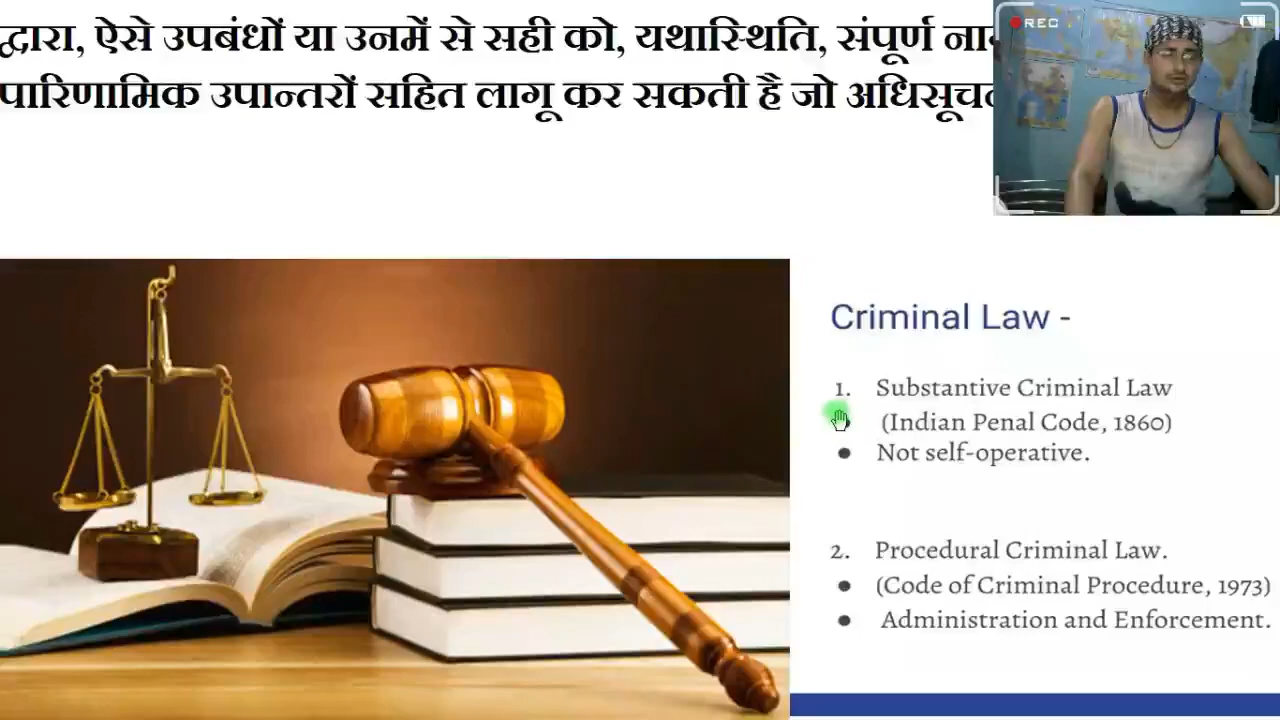 द्वारा, ऐसे उपबंधों या उनमें से सही को, यथास्थिति, संपूर्ण
पारिणामिक उपान्तरों सहित लागू कर सकती है जो
REC
Criminal Law -
1. Substantive Criminal Law
(Indian Penal Code, 1860)
● Not self-operative.
2. Procedural Criminal Law.
● (Code of Criminal Procedure, 1973)
● Administration and Enforcement.